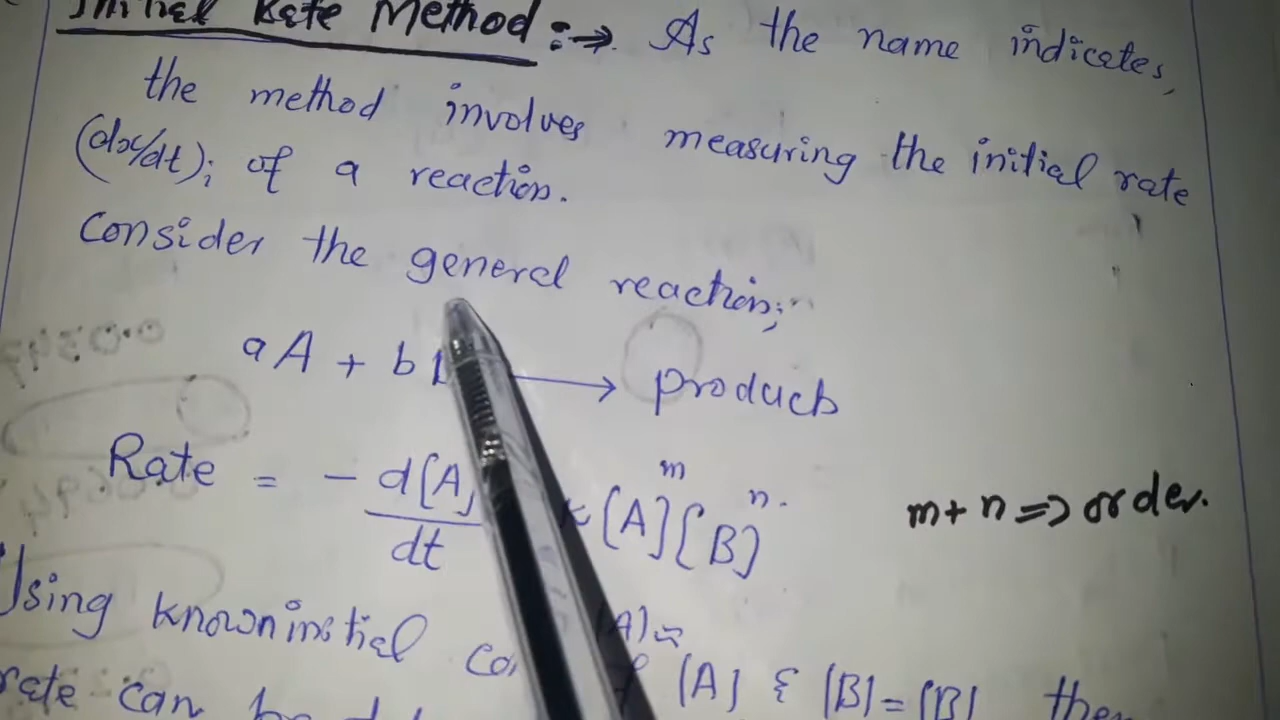 Initial Rate Method :→ As the name indicates,
the method involves measuring the initial rate
(dx/dt)i of a reaction.
Consider the general reaction;
aA + b → product
Rate = - d[A] / dt k [A]^m [B]^n. m + n => order.
Using known initial [A] =
rate can be [A] & [B] = [B] then